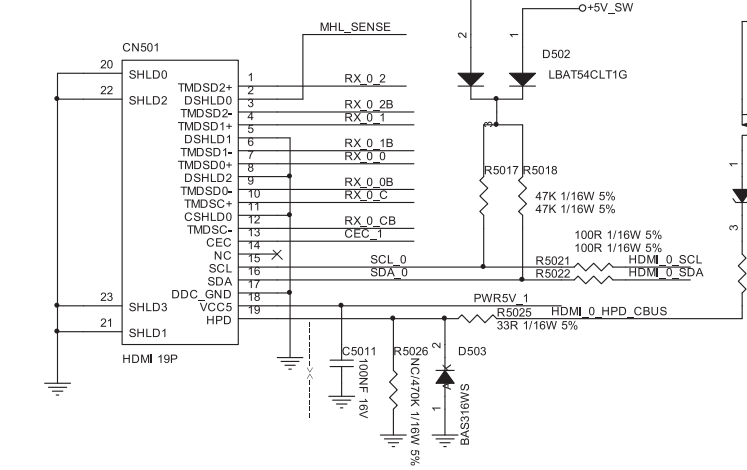 +5V_SW
MHL_SENSE
CN501
2
1
D502
LBAT54CLT1G
20
SHLD0
22
SHLD2
1
TMDSD2+
RX_0_2
2
DSHLD0
3
TMDSD2-
RX_0_2B
4
TMDSD1+
RX_0_1
5
DSHLD1
6
TMDSD1-
RX_0_1B
7
TMDSD0+
RX_0_0
8
DSHLD2
9
TMDSD0-
RX_0_0B
10
TMDSC+
RX_0_C
11
CSHLD0
12
TMDSC-
RX_0_CB
13
CEC
CEC_1
14
NC
15
SCL
SCL_0
16
SDA
SDA_0
17
DDC_GND
18
VCC5
19
HPD
23
SHLD3
21
SHLD1
HDMI 19P
3
R5017
R5018
47K 1/16W 5%
47K 1/16W 5%
100R 1/16W 5%
100R 1/16W 5%
R5021
HDMI_0_SCL
R5022
HDMI_0_SDA
PWR5V_1
R5025
HDMI_0_HPD_CBUS
33R 1/16W 5%
C5011
100NF 16V
R5026
NC/470K 1/16W 5%
2
D503
1
BAS316WS
1
3